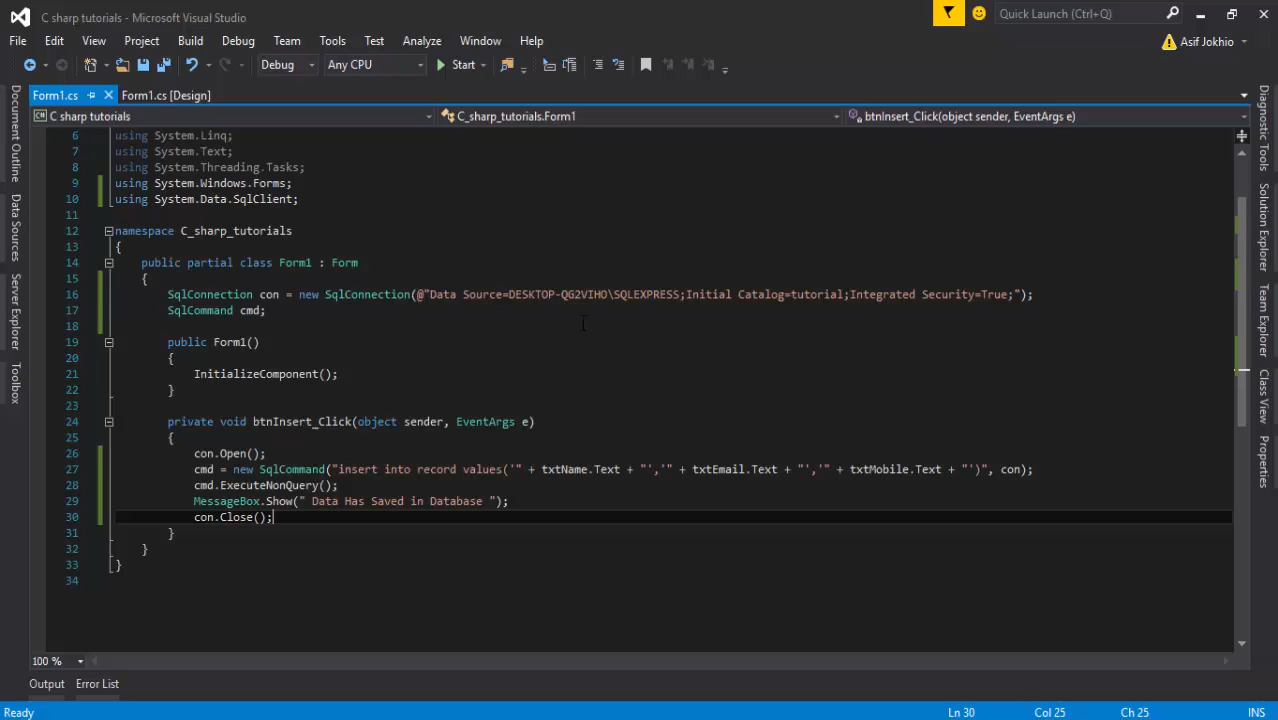 C sharp tutorials - Microsoft Visual Studio
Quick Launch (Ctrl+Q)
File Edit View Project Build Debug Team Tools Test Analyze Window Help
Asif Jokhio
Debug Any CPU Start
Form1.cs Form1.cs [Design]
C sharp tutorials C_sharp_tutorials.Form1 btnInsert_Click(object sender, EventArgs e)
6 using System.Linq;
7 using System.Text;
8 using System.Threading.Tasks;
9 using System.Windows.Forms;
10 using System.Data.SqlClient;
11
12 namespace C_sharp_tutorials
13 {
14 public partial class Form1 : Form
15 {
16 SqlConnection con = new SqlConnection(@"Data Source=DESKTOP-QG2VIHO\SQLEXPRESS;Initial Catalog=tutorial;Integrated Security=True;");
17 SqlCommand cmd;
18
19 public Form1()
20 {
21 InitializeComponent();
22 }
23
24 private void btnInsert_Click(object sender, EventArgs e)
25 {
26 con.Open();
27 cmd = new SqlCommand("insert into record values('" + txtName.Text + "','" + txtEmail.Text + "','" + txtMobile.Text + "')", con);
28 cmd.ExecuteNonQuery();
29 MessageBox.Show(" Data Has Saved in Database ");
30 con.Close();
31 }
32 }
33 }
34
100 %
Output Error List
Ready Ln 30 Col 25 Ch 25 INS
Document Outline
Data Sources
Server Explorer
Toolbox
Diagnostic Tools
Solution Explorer
Team Explorer
Class View
Properties